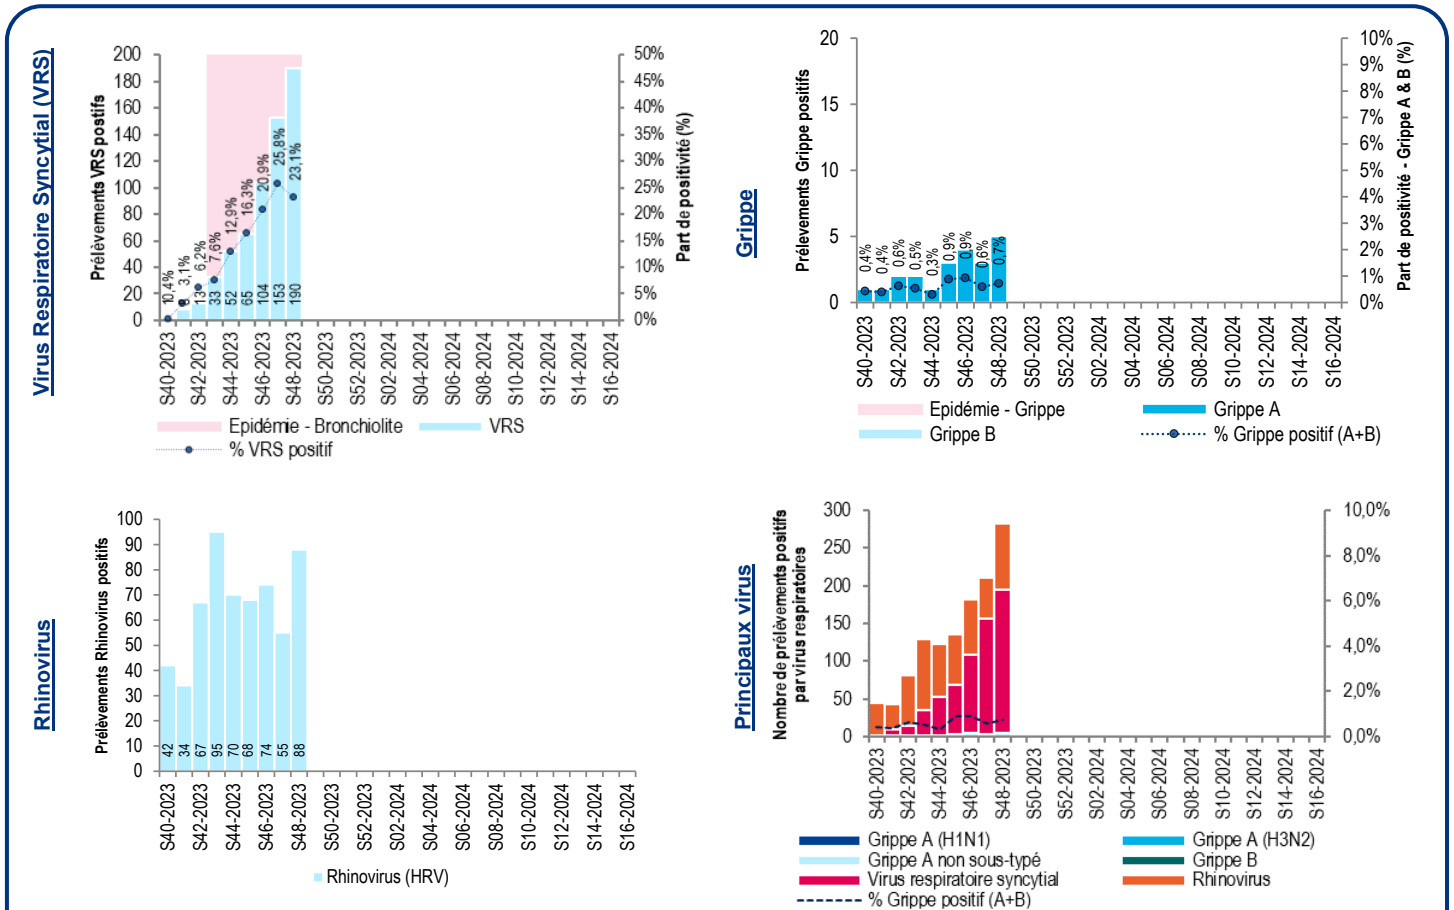 Virus Respiratoire Syncytial (VRS)
Prélèvements VRS postifs
200
180
160
140
120
100
80
60
40
20
0
50%
45%
40%
35%
30%
25%
20%
15%
10%
5%
0%
Part de positivité (%)
0,4%
3,1%
6,2%
7,6%
12,9%
16,3%
20,9%
25,8%
23,1%
1
8
13
33
52
65
104
153
190
S40-2023
S42-2023
S44-2023
S46-2023
S48-2023
S50-2023
S52-2023
S02-2024
S04-2024
S06-2024
S08-2024
S10-2024
S12-2024
S14-2024
S16-2024
Epidémie - Bronchiolite
VRS
% VRS positif
Grippe
Prélevements Grippe positifs
20
15
10
5
0
10%
9%
8%
7%
6%
5%
4%
3%
2%
1%
0%
Part de positivité - Grippe A & B (%)
0,4%
0,4%
0,6%
0,5%
0,3%
0,9%
0,9%
0,6%
0,7%
S40-2023
S42-2023
S44-2023
S46-2023
S48-2023
S50-2023
S52-2023
S02-2024
S04-2024
S06-2024
S08-2024
S10-2024
S12-2024
S14-2024
S16-2024
Epidémie - Grippe
Grippe A
Grippe B
% Grippe positif (A+B)
Rhinovirus
Prélèvements Rhinovirus positifs
100
90
80
70
60
50
40
30
20
10
0
42
34
67
95
70
68
74
55
88
S40-2023
S42-2023
S44-2023
S46-2023
S48-2023
S50-2023
S52-2023
S02-2024
S04-2024
S06-2024
S08-2024
S10-2024
S12-2024
S14-2024
S16-2024
Rhinovirus (HRV)
Principaux virus
Nombre de prélèvements positifs
par virus respiratoires
300
250
200
150
100
50
0
10,0%
8,0%
6,0%
4,0%
2,0%
0,0%
S40-2023
S42-2023
S44-2023
S46-2023
S48-2023
S50-2023
S52-2023
S02-2024
S04-2024
S06-2024
S08-2024
S10-2024
S12-2024
S14-2024
S16-2024
Grippe A (H1N1)
Grippe A (H3N2)
Grippe A non sous-typé
Grippe B
Virus respiratoire syncytial
Rhinovirus
% Grippe positif (A+B)